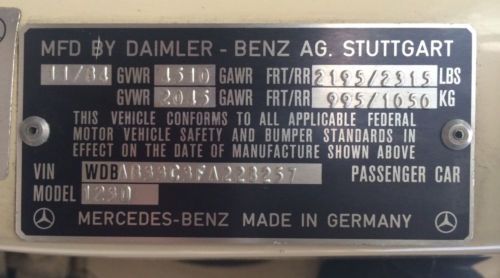 MFD BY DAIMLER - BENZ AG. STUTTGART
11/84 GVWR 4510 GAWR FRT/RR 2195/2315 LBS
GVWR 2045 GAWR FRT/RR 995/1050 KG
THIS VEHICLE CONFORMS TO ALL APPLICABLE FEDERAL
MOTOR VEHICLE SAFETY AND BUMPER STANDARDS IN
EFFECT ON THE DATE OF MANUFACTURE SHOWN ABOVE
VIN WDBAB33C3FA228257 PASSENGER CAR
MODEL 123D
MERCEDES-BENZ MADE IN GERMANY